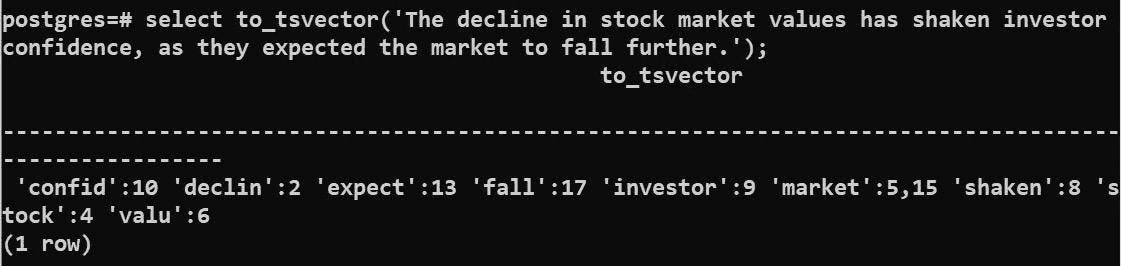 postgres=# select to_tsvector('The decline in stock market values has shaken investor
confidence, as they expected the market to fall further.');
to_tsvector
--------------------------------------------------------------------------------------
-----------------
'confid':10 'declin':2 'expect':13 'fall':17 'investor':9 'market':5,15 'shaken':8 's
tock':4 'valu':6
(1 row)